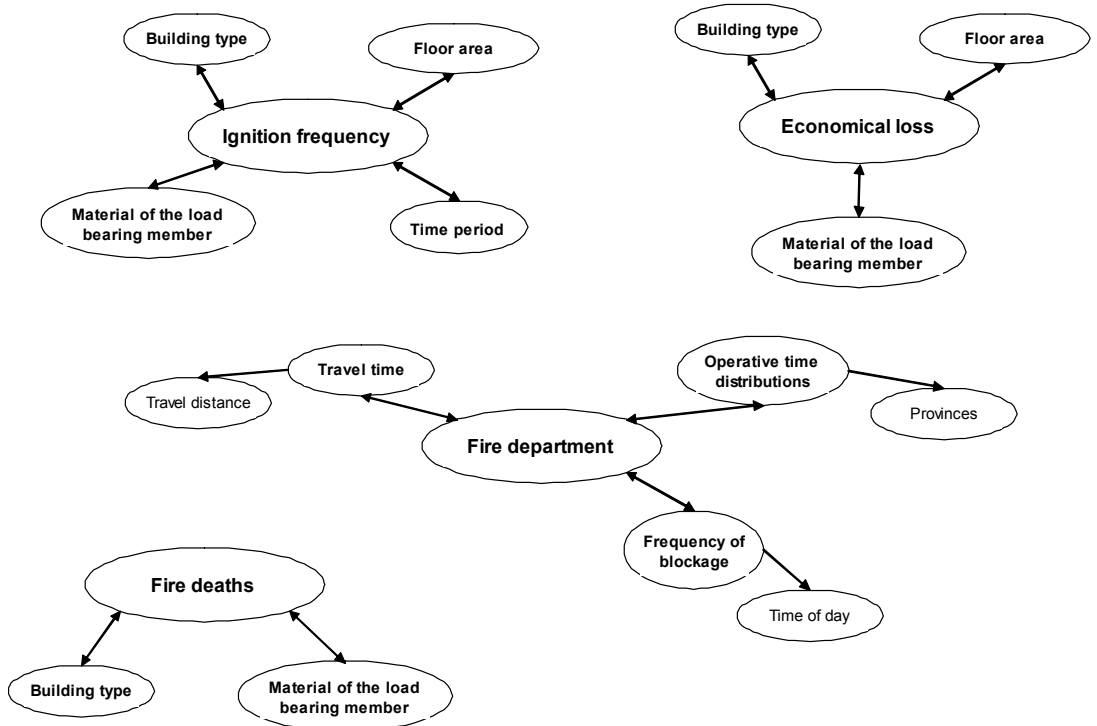 Building type
Floor area
Ignition frequency
Material of the load
bearing member
Time period
Building type
Floor area
Economical loss
Material of the load
bearing member
Travel time
Travel distance
Operative time
distributions
Provinces
Fire department
Frequency of
blockage
Time of day
Fire deaths
Building type
Material of the load
bearing member